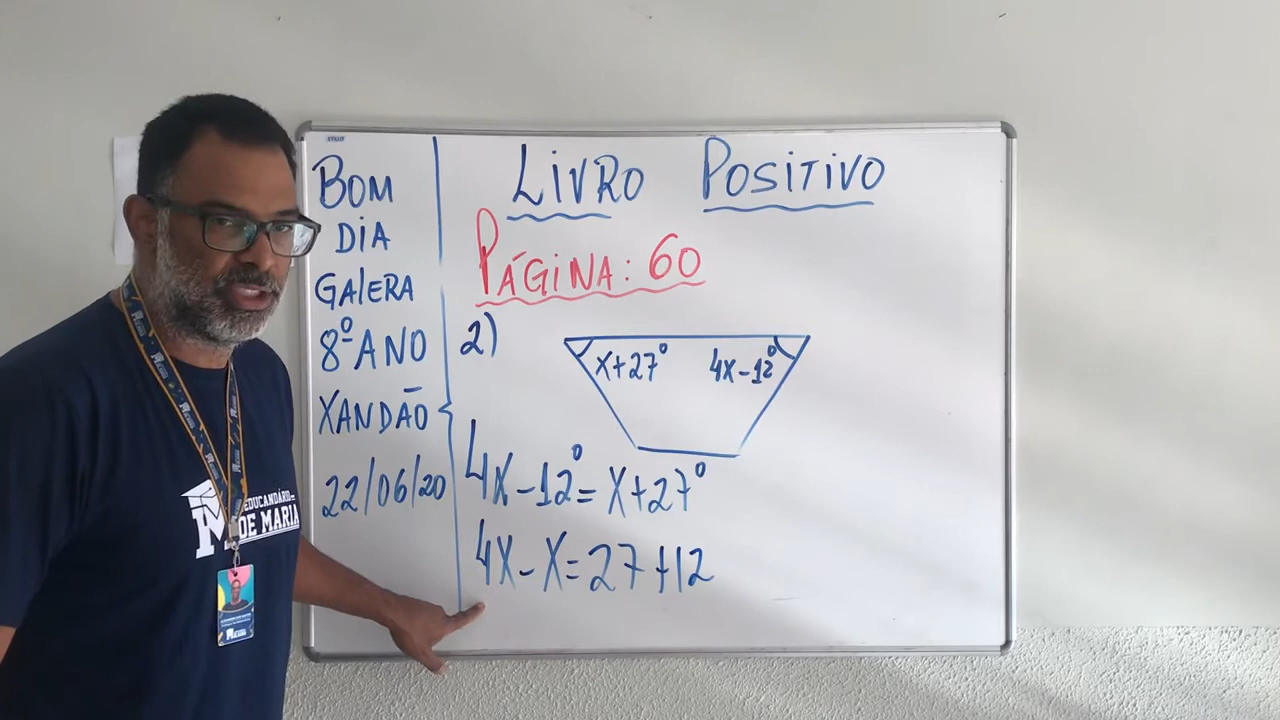 BOM
DIA
GALERA
8º ANO
XANDÃO
22/06/20
LIVRO POSITIVO
PÁGINA: 60
2)
x+27° 4x-12°
4x-12°= x+27°
4x-x=27+12
EDUCANDÁRIO
DE MARIA